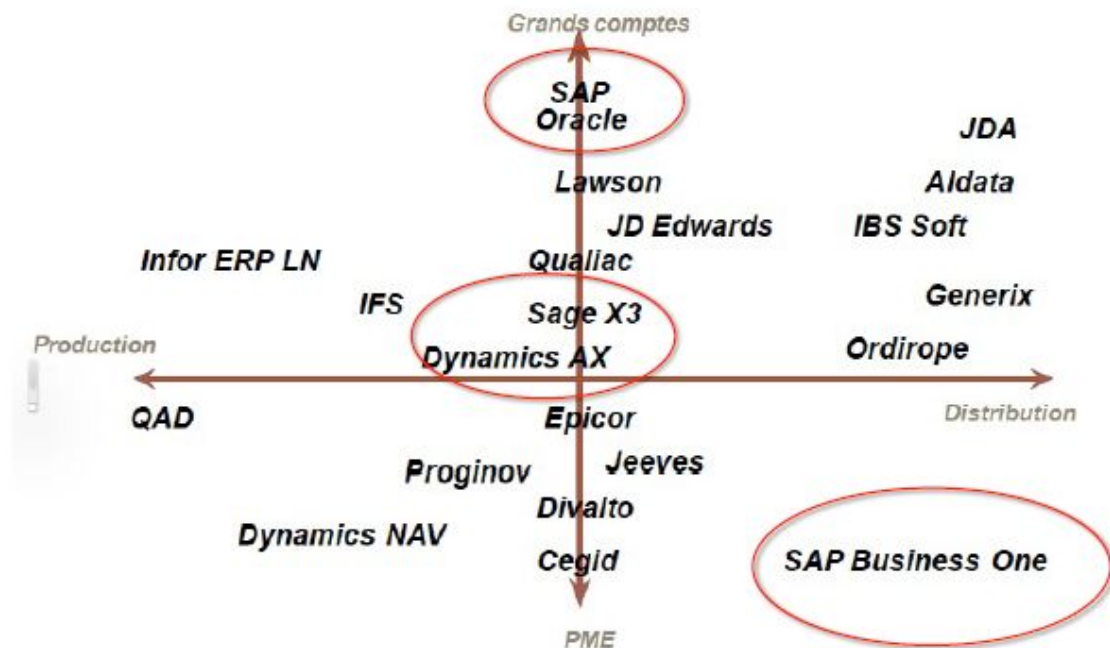 Grands comptes
SAP
Oracle
JDA
Lawson
Aldata
JD Edwards
IBS Soft
Infor ERP LN
Qualiac
IFS
Sage X3
Generix
Production
Dynamics AX
Ordirope
QAD
Epicor
Distribution
Proginov
Jeeves
Divalto
Dynamics NAV
Cegid
SAP Business One
PME